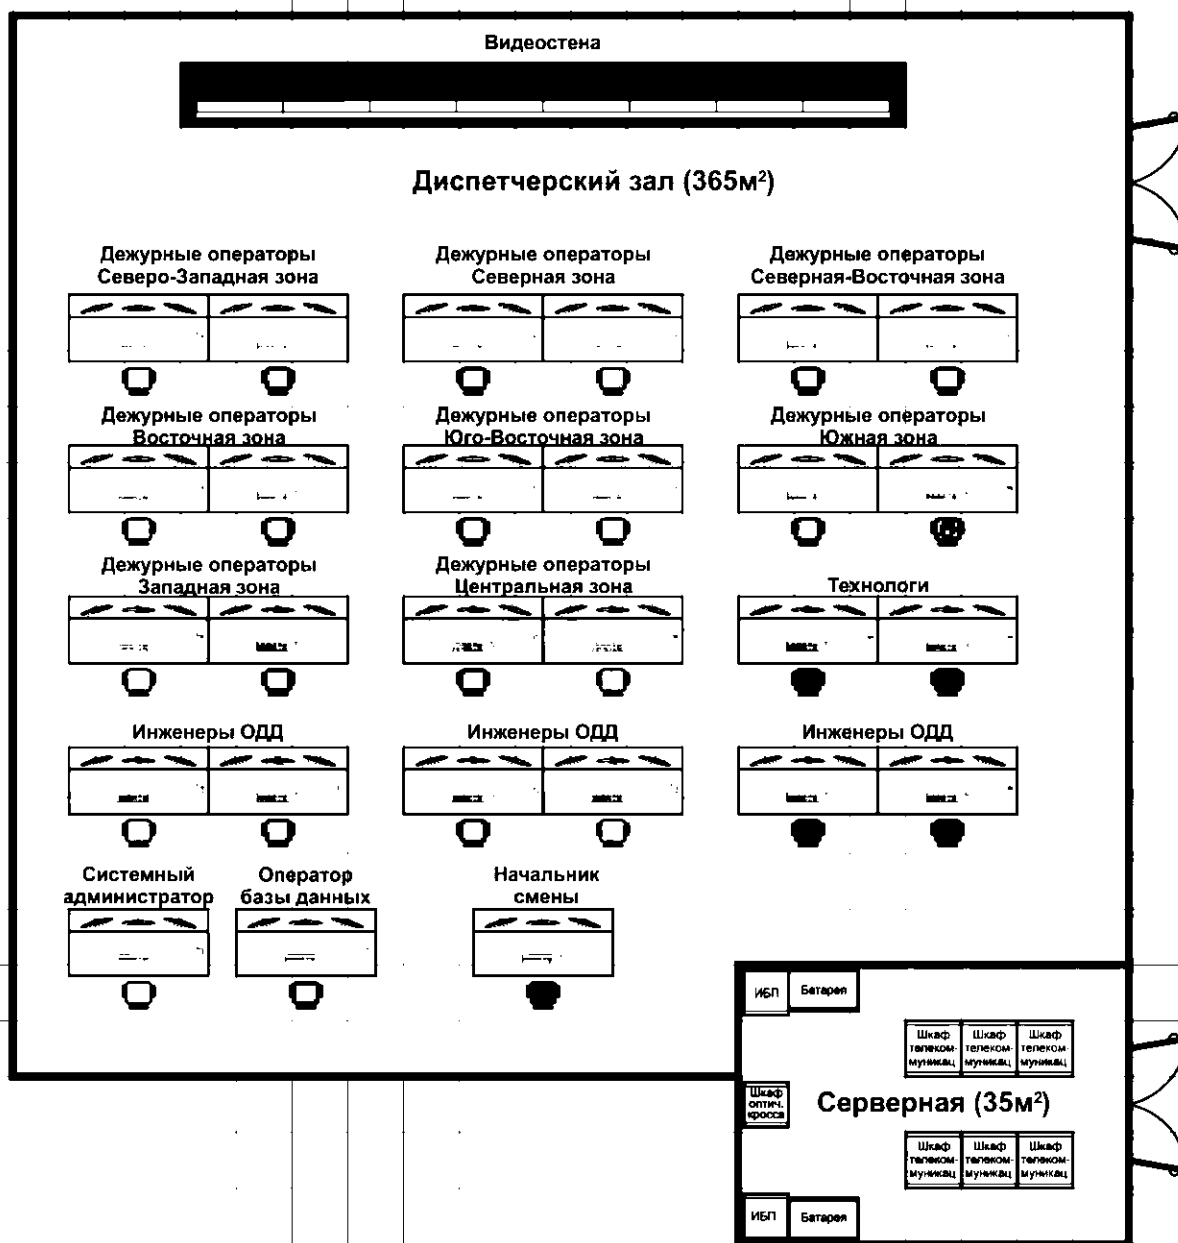 Видеостена
Диспетчерский зал (365м²)
Дежурные операторы
Северо-Западная зона
Дежурные операторы
Северная зона
Дежурные операторы
Северная-Восточная зона
Дежурные операторы
Восточная зона
Дежурные операторы
Юго-Восточная зона
Дежурные операторы
Южная зона
Дежурные операторы
Западная зона
Дежурные операторы
Центральная зона
Технологи
Инженеры ОДД
Инженеры ОДД
Инженеры ОДД
Системный
администратор
Оператор
базы данных
Начальник
смены
ИБП
Батарея
Шкаф
телеком-
муникац
Шкаф
телеком-
муникац
Шкаф
телеком-
муникац
Шкаф
оптич.
кросса
Серверная (35м²)
Шкаф
телеком-
муникац
Шкаф
телеком-
муникац
Шкаф
телеком-
муникац
ИБП
Батарея